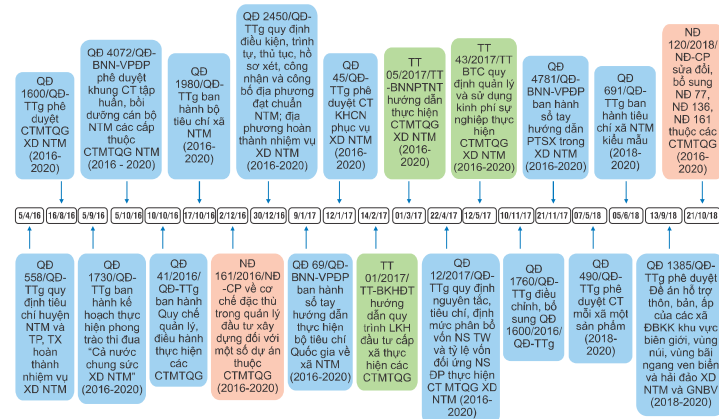 QĐ
1600/QĐ-
TTg phê
duyệt
CTMTQG
XD NTM
(2016-
2020)
QĐ 4072/QĐ-
BNN-VPĐP
phê duyệt
khung CT tập
huấn, bồi
dưỡng cán bộ
NTM các cấp
thuộc
CTMTQG NTM
(2016 - 2020)
QĐ
1980/QĐ-
TTg ban
hành bộ
tiêu chí xã
NTM
(2016-
2020)
QĐ 2450/QĐ-
TTg quy định
điều kiện, trình
tự, thủ tục, hồ
sơ xét, công
nhận và công
bố địa phương
đạt chuẩn
NTM; địa
phương hoàn
thành nhiệm vụ
XD NTM
(2016-2020)
QĐ
45/QĐ-
TTg phê
duyệt CT
KHCN
phục vụ
XD NTM
(2016-
2020)
TT
05/2017/TT
-BNNPTNT
hướng dẫn
thực hiện
CTMTQG
XD NTM
(2016-
2020)
TT
43/2017/TT
BTC quy
định quản lý
và sử dụng
kinh phí sự
nghiệp thực
hiện
CTMTQG
XD NTM
(2016-2020)
QĐ
4781/QĐ-
BNN-VPĐP
ban hành
sổ tay
hướng dẫn
PTSX trong
XD NTM
(2016-
2020)
QĐ
691/QĐ-
TTg ban
hành tiêu
chí xã NTM
kiểu mẫu
(2018-
2020)
NĐ
120/2018/
NĐ-CP
sửa đổi,
bổ sung
NĐ 77,
NĐ 136,
NĐ 161
thuộc các
CTMTQG
(2016-
2020)
5/4/16
16/8/16
5/9/16
5/10/16
10/10/16
17/10/16
2/12/16
30/12/16
9/1/17
12/1/17
14/2/17
01/3/17
22/4/17
12/5/17
10/11/17
21/11/17
07/5/18
05/6/18
13/9/18
21/10/18
QĐ
558/QĐ-
TTg quy định
tiêu chí huyện
NTM và
TP, TX
hoàn thành
nhiệm vụ
XD NTM
QĐ
1730/QĐ-
TTg ban
hành kế
hoạch thực
hiện phong
trào thi đua
“Cả nước
chung sức
XD NTM”
(2016-2020)
QĐ
41/2016/
QĐ-TTg
ban hành
Quy chế
quản lý,
điều hành
thực hiện
các
CTMTQG
NĐ
161/2016/NĐ
-CP về cơ
chế đặc thù
trong quản lý
đầu tư xây
dựng đối với
một số dự án
thuộc
CTMTQG
(2016-2020)
QĐ 69/QĐ-
BNN-VPĐP
ban hành
sổ tay
hướng dẫn
thực hiện
bộ tiêu chí
Quốc gia
về xã NTM
(2016-2020)
TT
01/2017/
TT-BKHĐT
hướng dẫn
quy trình LKH
đầu tư cấp
xã thực hiện
các CTMTQG
QĐ
12/2017/QĐ-
TTg quy định
nguyên tắc,
tiêu chí, định
mức phân bổ
vốn NS TW và
tỷ lệ vốn đối
ứng NS ĐP
thực hiện CT
MTQG XD
NTM (2016-
2020)
QĐ
1760/QĐ-
TTg điều
chỉnh, bổ
sung QĐ
1600/2016/
QĐ-TTg
QĐ
490/QĐ-
TTg phê
duyệt CT
mỗi xã một
sản phẩm
(2018-
2020)
QĐ 1385/QĐ-
TTg phê duyệt
Đề án hỗ trợ
thôn, bản, ấp
của các xã
ĐBKK khu vực
biên giới, vùng
núi, vùng bãi
ngang ven biển
và hải đảo XD
NTM và GNBV
(2018-2020)